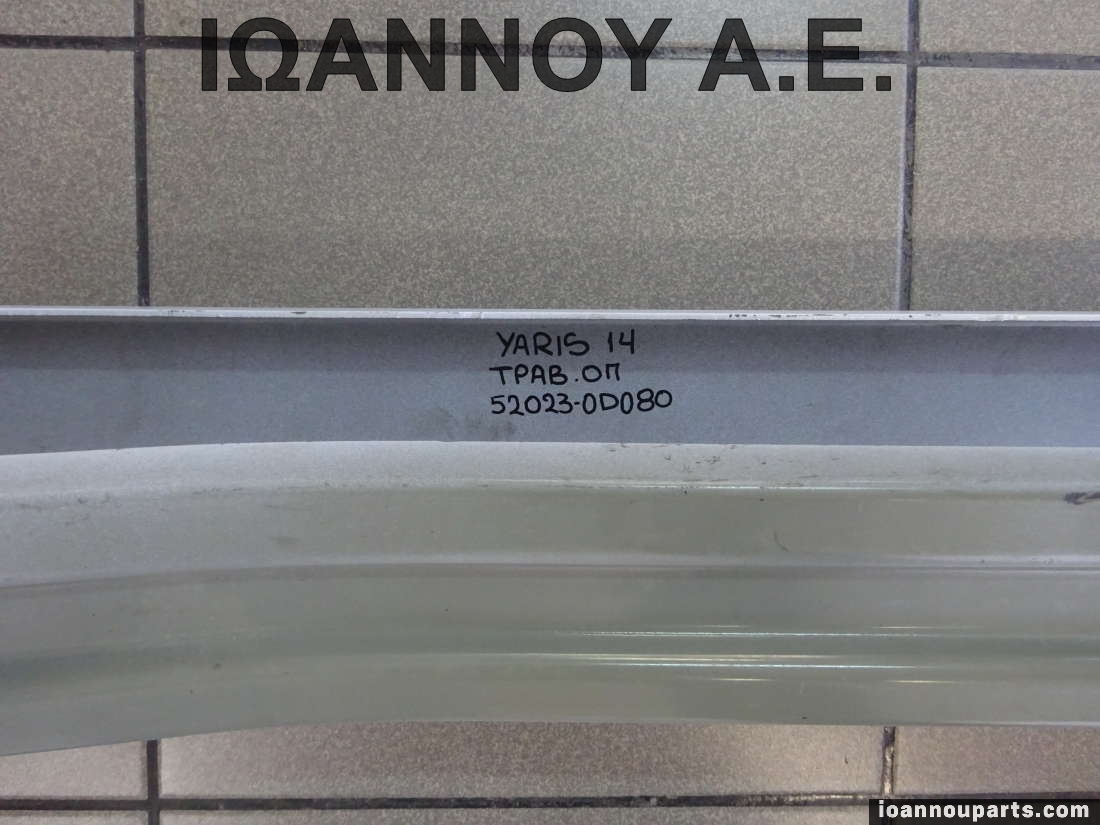 ΙΩΑΝΝΟΥ Α.Ε.
YARIS 14
ΤΡΑΒ.ΟΠ
52023-0D080
ioannouparts.com